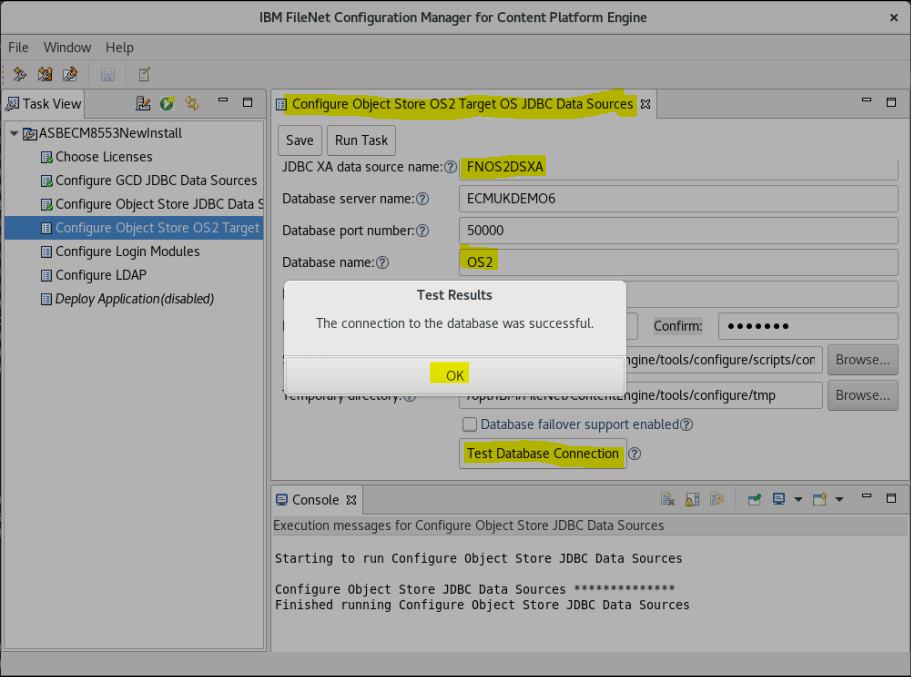 IBM FileNet Configuration Manager for Content Platform Engine
File Window Help
Task View
ASBECM8553NewInstall
Choose Licenses
Configure GCD JDBC Data Sources
Configure Object Store JDBC Data S
Configure Object Store OS2 Target
Configure Login Modules
Configure LDAP
Deploy Application(disabled)
Configure Object Store OS2 Target OS JDBC Data Sources
Save Run Task
JDBC XA data source name: FNOS2DSXA
Database server name: ECMUKDEMO6
Database port number: 50000
Database name: OS2
Test Results
The connection to the database was successful.
OK
Confirm: •••••••
ngine/tools/configure/scripts/con Browse...
Temporary directory: /opt/IBM/FileNet/ContentEngine/tools/configure/tmp Browse...
Database failover support enabled
Test Database Connection
Console
Execution messages for Configure Object Store JDBC Data Sources
Starting to run Configure Object Store JDBC Data Sources
Configure Object Store JDBC Data Sources **************
Finished running Configure Object Store JDBC Data Sources